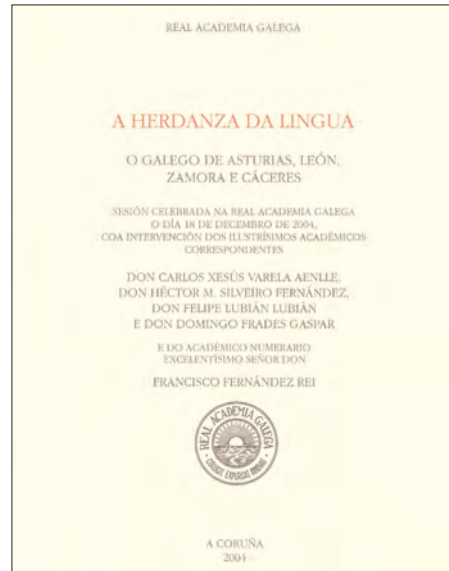 REAL ACADEMIA GALEGA
A HERDANZA DA LINGUA
O GALEGO DE ASTURIAS, LEÓN,
ZAMORA E CÁCERES
SESIÓN CELEBRADA NA REAL ACADEMIA GALEGA
O DÍA 18 DE DECEMBRO DE 2004,
COA INTERVENCIÓN DOS ILUSTRÍSIMOS ACADÉMICOS
CORRESPONDENTES
DON CARLOS XESÚS VARELA AENLLE,
DON HÉCTOR M. SILVEIRO FERNÁNDEZ,
DON FELIPE LUBIÁN LUBIÁN
E DON DOMINGO FRADES GASPAR
E DO ACADÉMICO NUMERARIO
EXCELENTÍSIMO SEÑOR DON
FRANCISCO FERNÁNDEZ REI
REAL ACADEMIA GALEGA
A CORUÑA
2004